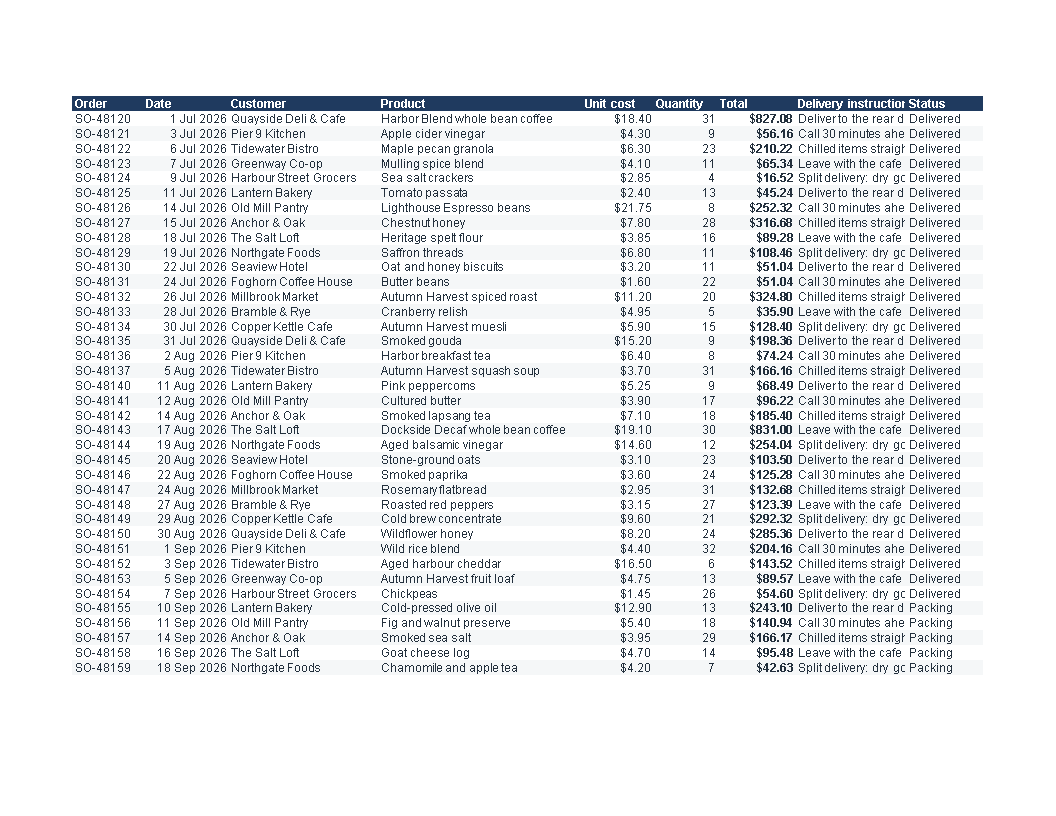 Order Date Customer Product Unit cost Quantity Total Delivery instruction Status
SO-48120 1 Jul 2026 Quayside Deli & Cafe Harbor Blend whole bean coffee $18.40 31 $827.08 Deliver to the rear d Delivered
SO-48121 3 Jul 2026 Pier 9 Kitchen Apple cider vinegar $4.30 9 $56.16 Call 30 minutes ahe Delivered
SO-48122 6 Jul 2026 Tidewater Bistro Maple pecan granola $6.30 23 $210.22 Chilled items straigh Delivered
SO-48123 7 Jul 2026 Greenway Co-op Mulling spice blend $4.10 11 $65.34 Leave with the cafe Delivered
SO-48124 9 Jul 2026 Harbour Street Grocers Sea salt crackers $2.85 4 $16.52 Split delivery: dry go Delivered
SO-48125 11 Jul 2026 Lantern Bakery Tomato passata $2.40 13 $45.24 Deliver to the rear d Delivered
SO-48126 14 Jul 2026 Old Mill Pantry Lighthouse Espresso beans $21.75 8 $252.32 Call 30 minutes ahe Delivered
SO-48127 15 Jul 2026 Anchor & Oak Chestnut honey $7.80 28 $316.68 Chilled items straigh Delivered
SO-48128 18 Jul 2026 The Salt Loft Heritage spelt flour $3.85 16 $89.28 Leave with the cafe Delivered
SO-48129 19 Jul 2026 Northgate Foods Saffron threads $6.80 11 $108.46 Split delivery: dry go Delivered
SO-48130 22 Jul 2026 Seaview Hotel Oat and honey biscuits $3.20 11 $51.04 Deliver to the rear d Delivered
SO-48131 24 Jul 2026 Foghorn Coffee House Butter beans $1.60 22 $51.04 Call 30 minutes ahe Delivered
SO-48132 26 Jul 2026 Millbrook Market Autumn Harvest spiced roast $11.20 20 $324.80 Chilled items straigh Delivered
SO-48133 28 Jul 2026 Bramble & Rye Cranberry relish $4.95 5 $35.90 Leave with the cafe Delivered
SO-48134 30 Jul 2026 Copper Kettle Cafe Autumn Harvest muesli $5.90 15 $128.40 Split delivery: dry go Delivered
SO-48135 31 Jul 2026 Quayside Deli & Cafe Smoked gouda $15.20 9 $198.36 Deliver to the rear d Delivered
SO-48136 2 Aug 2026 Pier 9 Kitchen Harbor breakfast tea $6.40 8 $74.24 Call 30 minutes ahe Delivered
SO-48137 5 Aug 2026 Tidewater Bistro Autumn Harvest squash soup $3.70 31 $166.16 Chilled items straigh Delivered
SO-48140 11 Aug 2026 Lantern Bakery Pink peppercorns $5.25 9 $68.49 Deliver to the rear d Delivered
SO-48141 12 Aug 2026 Old Mill Pantry Cultured butter $3.90 17 $96.22 Call 30 minutes ahe Delivered
SO-48142 14 Aug 2026 Anchor & Oak Smoked lapsang tea $7.10 18 $185.40 Chilled items straigh Delivered
SO-48143 17 Aug 2026 The Salt Loft Dockside Decaf whole bean coffee $19.10 30 $831.00 Leave with the cafe Delivered
SO-48144 19 Aug 2026 Northgate Foods Aged balsamic vinegar $14.60 12 $254.04 Split delivery: dry go Delivered
SO-48145 20 Aug 2026 Seaview Hotel Stone-ground oats $3.10 23 $103.50 Deliver to the rear d Delivered
SO-48146 22 Aug 2026 Foghorn Coffee House Smoked paprika $3.60 24 $125.28 Call 30 minutes ahe Delivered
SO-48147 24 Aug 2026 Millbrook Market Rosemary flatbread $2.95 31 $132.68 Chilled items straigh Delivered
SO-48148 27 Aug 2026 Bramble & Rye Roasted red peppers $3.15 27 $123.39 Leave with the cafe Delivered
SO-48149 29 Aug 2026 Copper Kettle Cafe Cold brew concentrate $9.60 21 $292.32 Split delivery: dry go Delivered
SO-48150 30 Aug 2026 Quayside Deli & Cafe Wildflower honey $8.20 24 $285.36 Deliver to the rear d Delivered
SO-48151 1 Sep 2026 Pier 9 Kitchen Wild rice blend $4.40 32 $204.16 Call 30 minutes ahe Delivered
SO-48152 3 Sep 2026 Tidewater Bistro Aged harbour cheddar $16.50 6 $143.52 Chilled items straigh Delivered
SO-48153 5 Sep 2026 Greenway Co-op Autumn Harvest fruit loaf $4.75 13 $89.57 Leave with the cafe Delivered
SO-48154 7 Sep 2026 Harbour Street Grocers Chickpeas $1.45 26 $54.60 Split delivery: dry go Delivered
SO-48155 10 Sep 2026 Lantern Bakery Cold-pressed olive oil $12.90 13 $243.10 Deliver to the rear d Packing
SO-48156 11 Sep 2026 Old Mill Pantry Fig and walnut preserve $5.40 18 $140.94 Call 30 minutes ahe Packing
SO-48157 14 Sep 2026 Anchor & Oak Smoked sea salt $3.95 29 $166.17 Chilled items straigh Packing
SO-48158 16 Sep 2026 The Salt Loft Goat cheese log $4.70 14 $95.48 Leave with the cafe Packing
SO-48159 18 Sep 2026 Northgate Foods Chamomile and apple tea $4.20 7 $42.63 Split delivery: dry go Packing